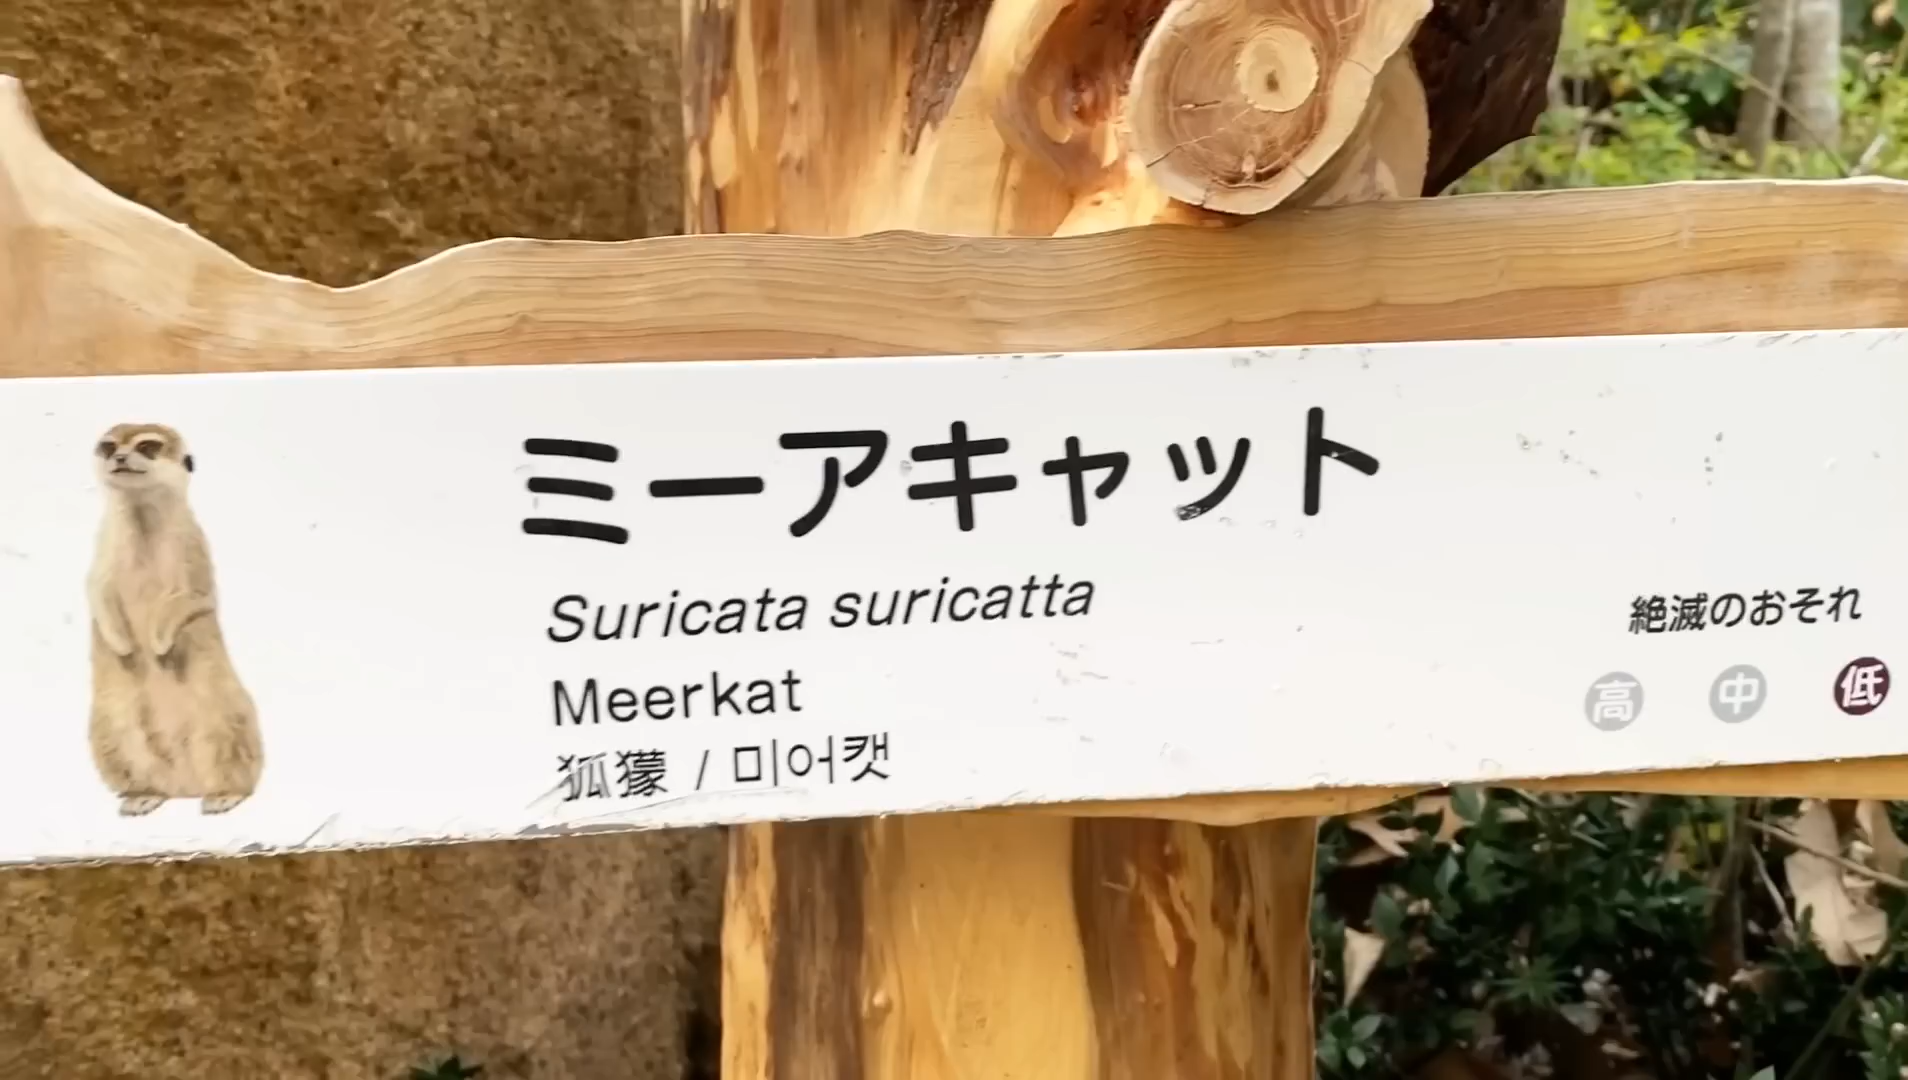 ミーアキャット
Suricata suricatta
Meerkat
狐獴 / 미어캣
絶滅のおそれ
高 中 低